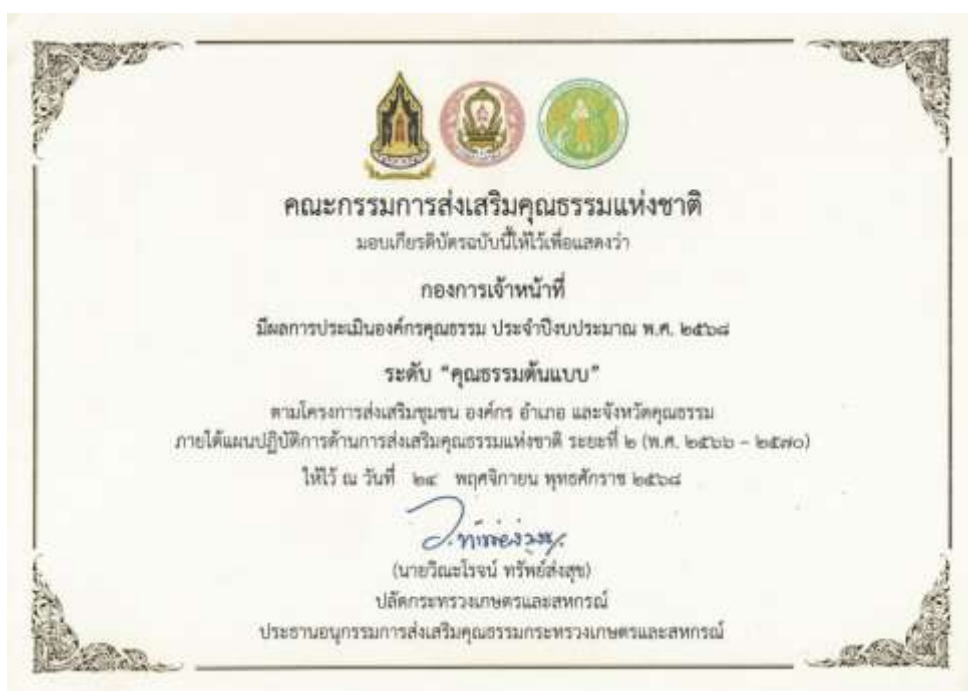 คณะกรรมการส่งเสริมคุณธรรมแห่งชาติ
มอบเกียรติบัตรฉบับนี้ให้ไว้เพื่อแสดงว่า
กองการเจ้าหน้าที่
มีผลการประเมินองค์กรคุณธรรม ประจำปีงบประมาณ พ.ศ. ๒๕๖๘
ระดับ “คุณธรรมต้นแบบ”
ตามโครงการส่งเสริมชุมชน องค์กร อำเภอ และจังหวัดคุณธรรม
ภายใต้แผนปฏิบัติการด้านการส่งเสริมคุณธรรมแห่งชาติ ระยะที่ ๒ (พ.ศ. ๒๕๖๖ – ๒๕๗๐)
ให้ไว้ ณ วันที่ ๒๔ พฤศจิกายน พุทธศักราช ๒๕๖๘
(นายวิณะโรจน์ ทรัพย์ส่งสุข)
ปลัดกระทรวงเกษตรและสหกรณ์
ประธานอนุกรรมการส่งเสริมคุณธรรมกระทรวงเกษตรและสหกรณ์